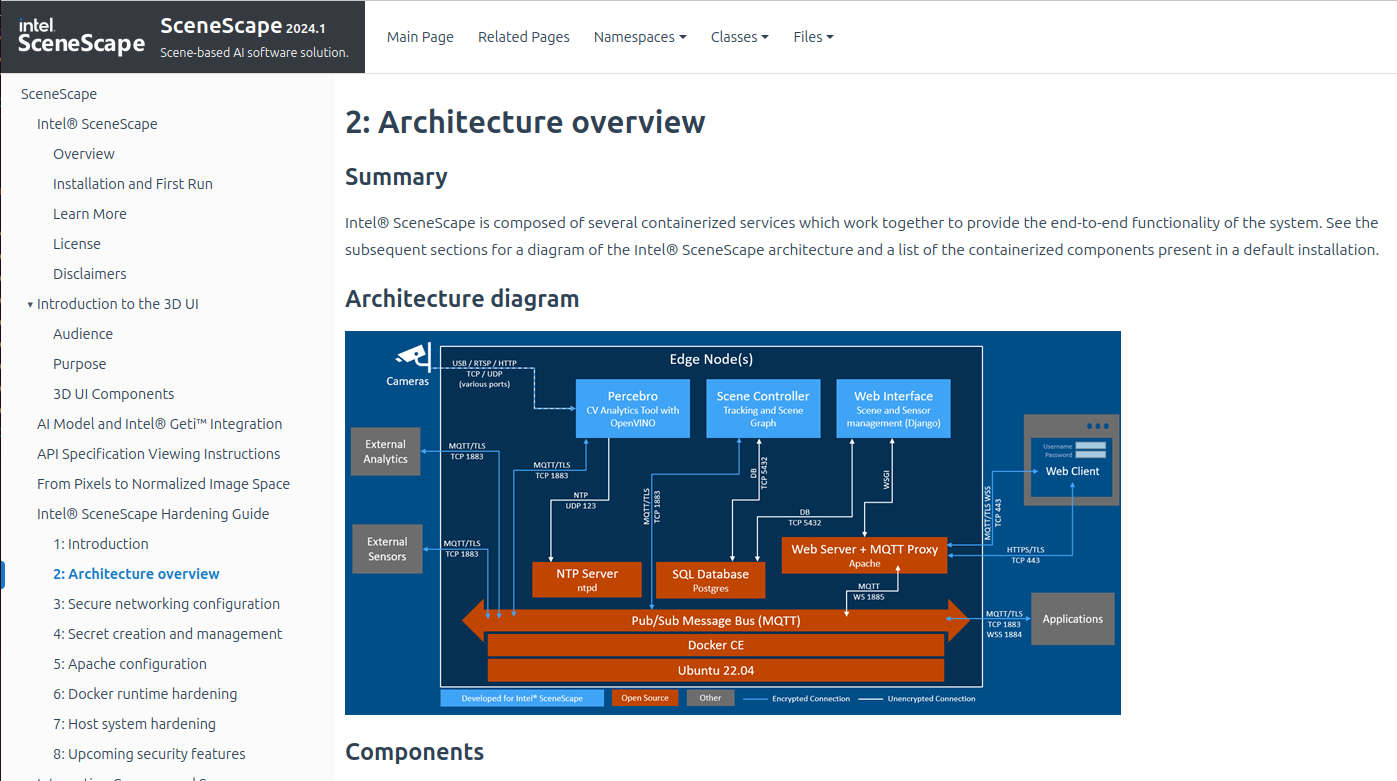 intel.
SceneScape
SceneScape 2024.1
Scene-based AI software solution.
Main Page
Related Pages
Namespaces
Classes
Files
SceneScape
Intel® SceneScape
Overview
Installation and First Run
Learn More
License
Disclaimers
Introduction to the 3D UI
Audience
Purpose
3D UI Components
AI Model and Intel® Geti™ Integration
API Specification Viewing Instructions
From Pixels to Normalized Image Space
Intel® SceneScape Hardening Guide
1: Introduction
2: Architecture overview
3: Secure networking configuration
4: Secret creation and management
5: Apache configuration
6: Docker runtime hardening
7: Host system hardening
8: Upcoming security features
2: Architecture overview
Summary
Intel® SceneScape is composed of several containerized services which work together to provide the end-to-end functionality of the system. See the
subsequent sections for a diagram of the Intel® SceneScape architecture and a list of the containerized components present in a default installation.
Architecture diagram
Edge Node(s)
Cameras
USB / RTSP / HTTP
TCP / UDP
(various ports)
Percebro
CV Analytics Tool with
OpenVINO
Scene Controller
Tracking and Scene
Graph
Web Interface
Scene and Sensor
management (Django)
External
Analytics
MQTT/TLS
TCP 1883
MQTT/TLS
TCP 1883
NTP
UDP 123
MQTT/TLS
TCP 1883
DB
TCP 5432
DB
TCP 5432
WSGI
Username
Password
Web Client
MQTT/TLS WSS
TCP 443
HTTPS/TLS
TCP 443
External
Sensors
MQTT/TLS
TCP 1883
NTP Server
ntpd
SQL Database
Postgres
Web Server + MQTT Proxy
Apache
MQTT
WS 1885
Pub/Sub Message Bus (MQTT)
MQTT/TLS
TCP 1883
WSS 1884
Applications
Docker CE
Ubuntu 22.04
Developed for Intel® SceneScape
Open Source
Other
Encrypted Connection
Unencrypted Connection
Components